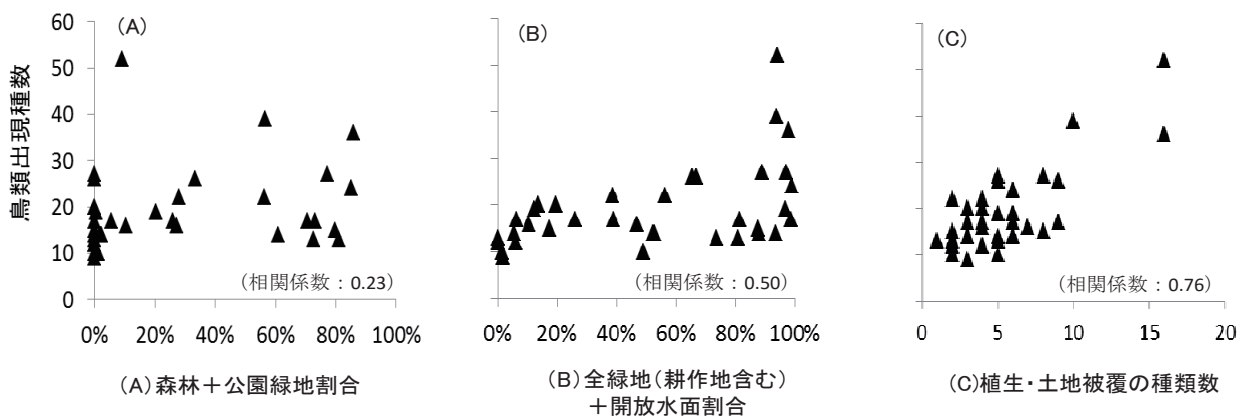 鳥類出現種数
60
50
40
30
20
10
0
(A)
(相関係数：0.23)
0% 20% 40% 60% 80% 100%
(A)森林＋公園緑地割合
(B)
(相関係数：0.50)
0% 20% 40% 60% 80% 100%
(B)全緑地(耕作地含む)
＋開放水面割合
(C)
(相関係数：0.76)
0 5 10 15 20
(C)植生・土地被覆の種類数